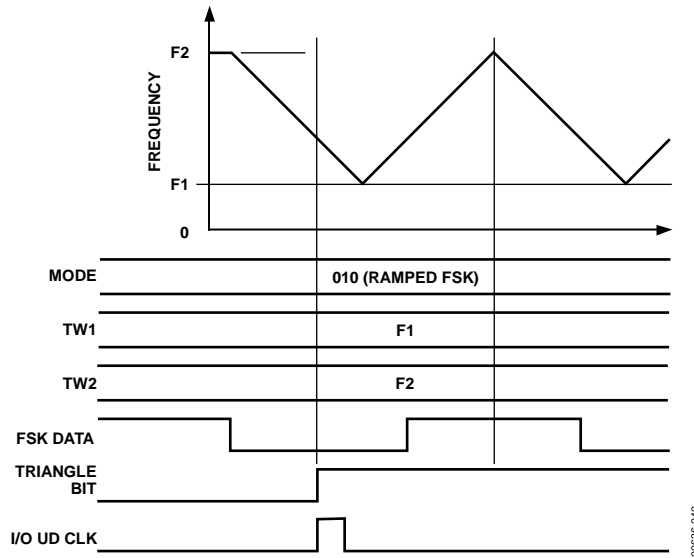 F2
FREQUENCY
F1
0
MODE
010 (RAMPED FSK)
TW1
F1
TW2
F2
FSK DATA
TRIANGLE
BIT
I/O UD CLK